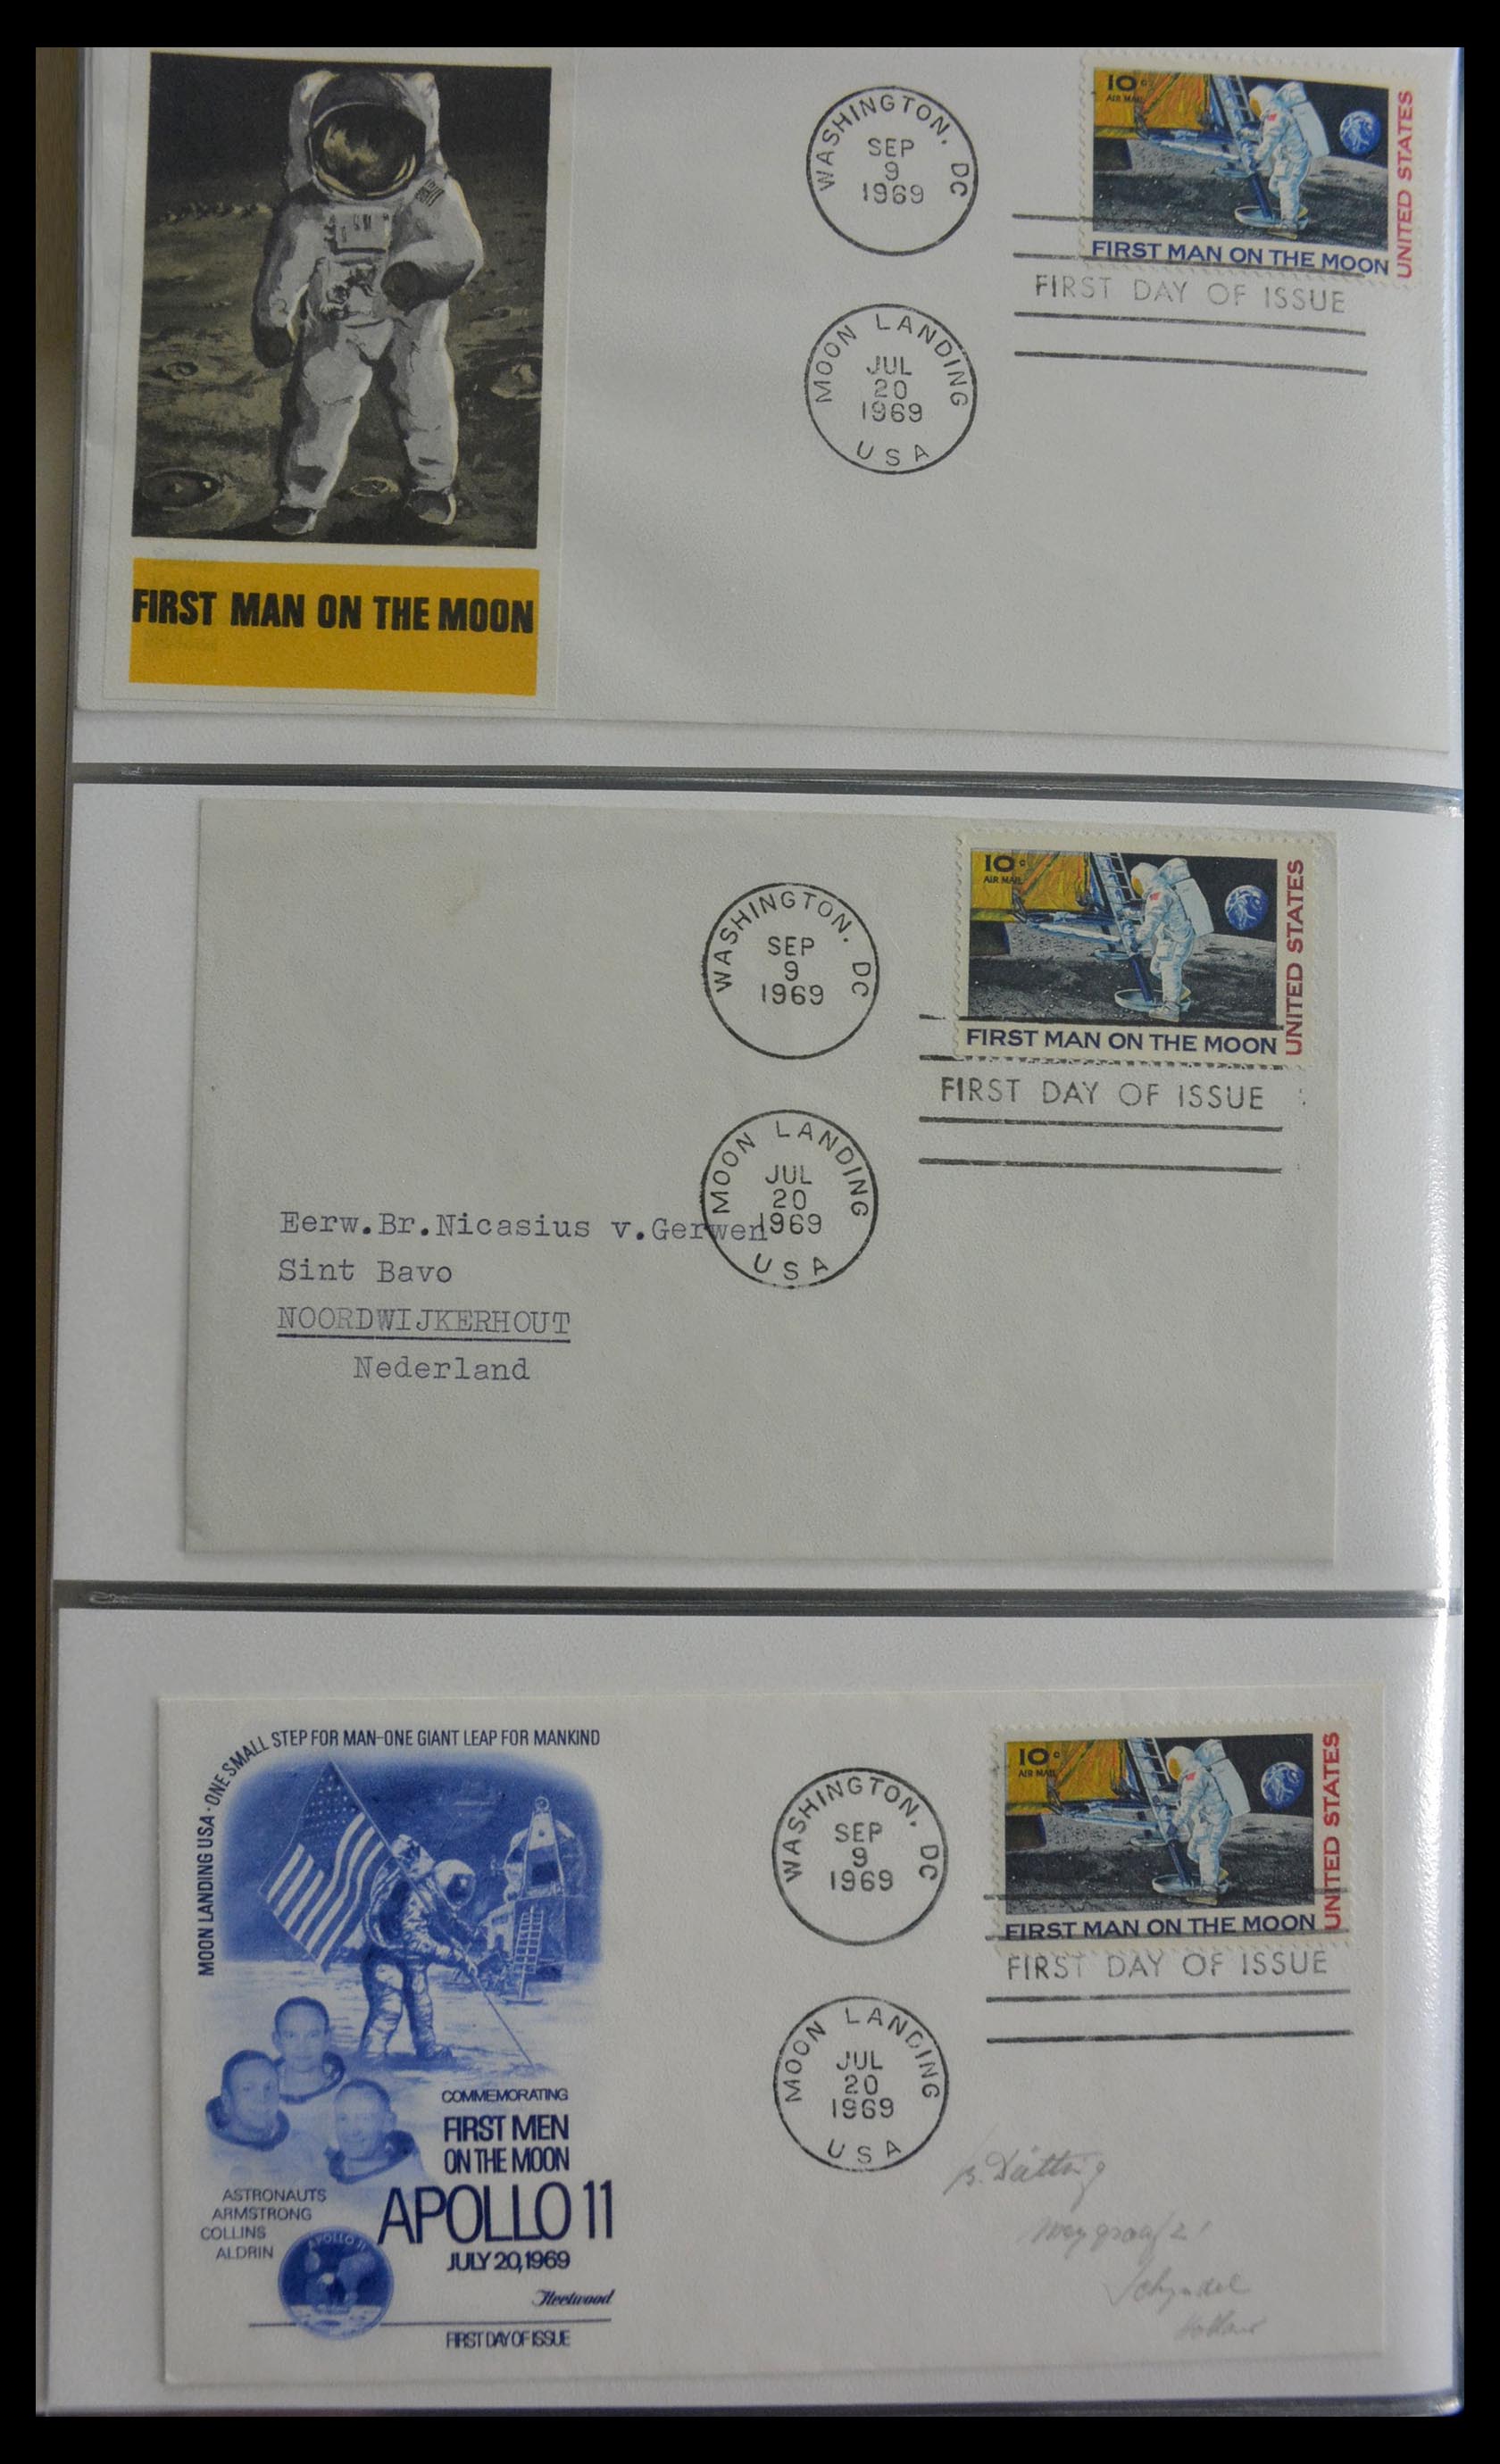 WASHINGTON, DC
SEP
9
1969
10c
AIR MAIL
UNITED STATES
FIRST MAN ON THE MOON
FIRST DAY OF ISSUE
MOON LANDING
JUL
20
1969
USA
FIRST MAN ON THE MOON
WASHINGTON, DC
SEP
9
1969
10c
AIR MAIL
UNITED STATES
FIRST MAN ON THE MOON
FIRST DAY OF ISSUE
MOON LANDING
JUL
20
1969
USA
Eerw.Br.Nicasius v.Gerwen
Sint Bavo
NOORDWIJKERHOUT
Nederland
MOON LANDING USA · ONE SMALL STEP FOR MAN-ONE GIANT LEAP FOR MANKIND
WASHINGTON, DC
SEP
9
1969
10c
AIR MAIL
UNITED STATES
FIRST MAN ON THE MOON
FIRST DAY OF ISSUE
MOON LANDING
JUL
20
1969
USA
COMMEMORATING
FIRST MEN
ON THE MOON
APOLLO 11
JULY 20, 1969
ASTRONAUTS
ARMSTRONG
COLLINS
ALDRIN
APOLLO 11
Fleetwood
FIRST DAY OF ISSUE